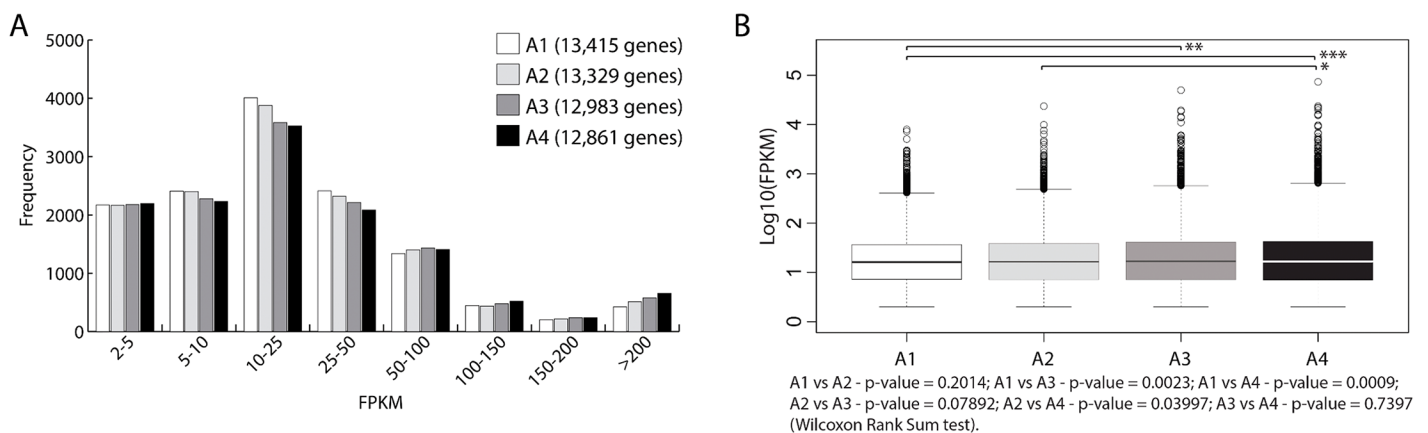 A
5000
4000
3000
2000
1000
0
Frequency
A1 (13,415 genes)
A2 (13,329 genes)
A3 (12,983 genes)
A4 (12,861 genes)
2-5
5-10
10-25
25-50
50-100
100-150
150-200
>200
FPKM
B
**
***
*
5
4
3
2
1
0
Log10(FPKM)
A1 A2 A3 A4
A1 vs A2 - p-value = 0.2014; A1 vs A3 - p-value = 0.0023; A1 vs A4 - p-value = 0.0009;
A2 vs A3 - p-value = 0.07892; A2 vs A4 - p-value = 0.03997; A3 vs A4 - p-value = 0.7397
(Wilcoxon Rank Sum test).